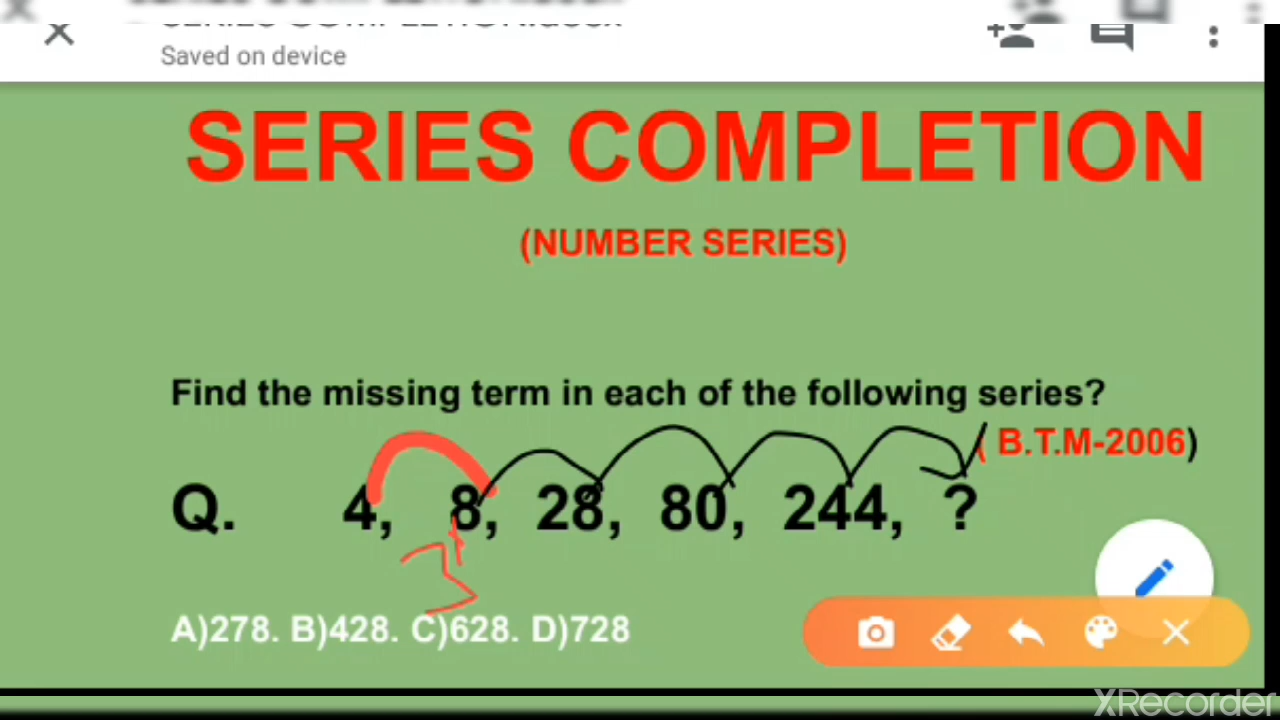 Saved on device
SERIES COMPLETION
(NUMBER SERIES)
Find the missing term in each of the following series?
( B.T.M-2006)
Q. 4, 8, 28, 80, 244, ?
3
A)278. B)428. C)628. D)728
XRecorder